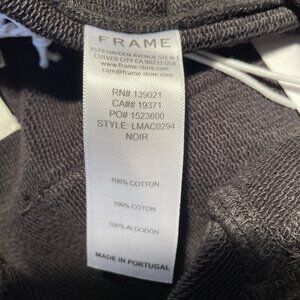 FRAME
3578 HAYDEN AVENUE STE N 1
CULVER CITY CA 90232 USA
www.frame-store.com
care@frame-store.com
RN# 139021
CA## 19371
PO# 1523600
STYLE: LMAC0294
NOIR
100% COTTON
100% COTON
100% ALGODON
MADE IN PORTUGAL